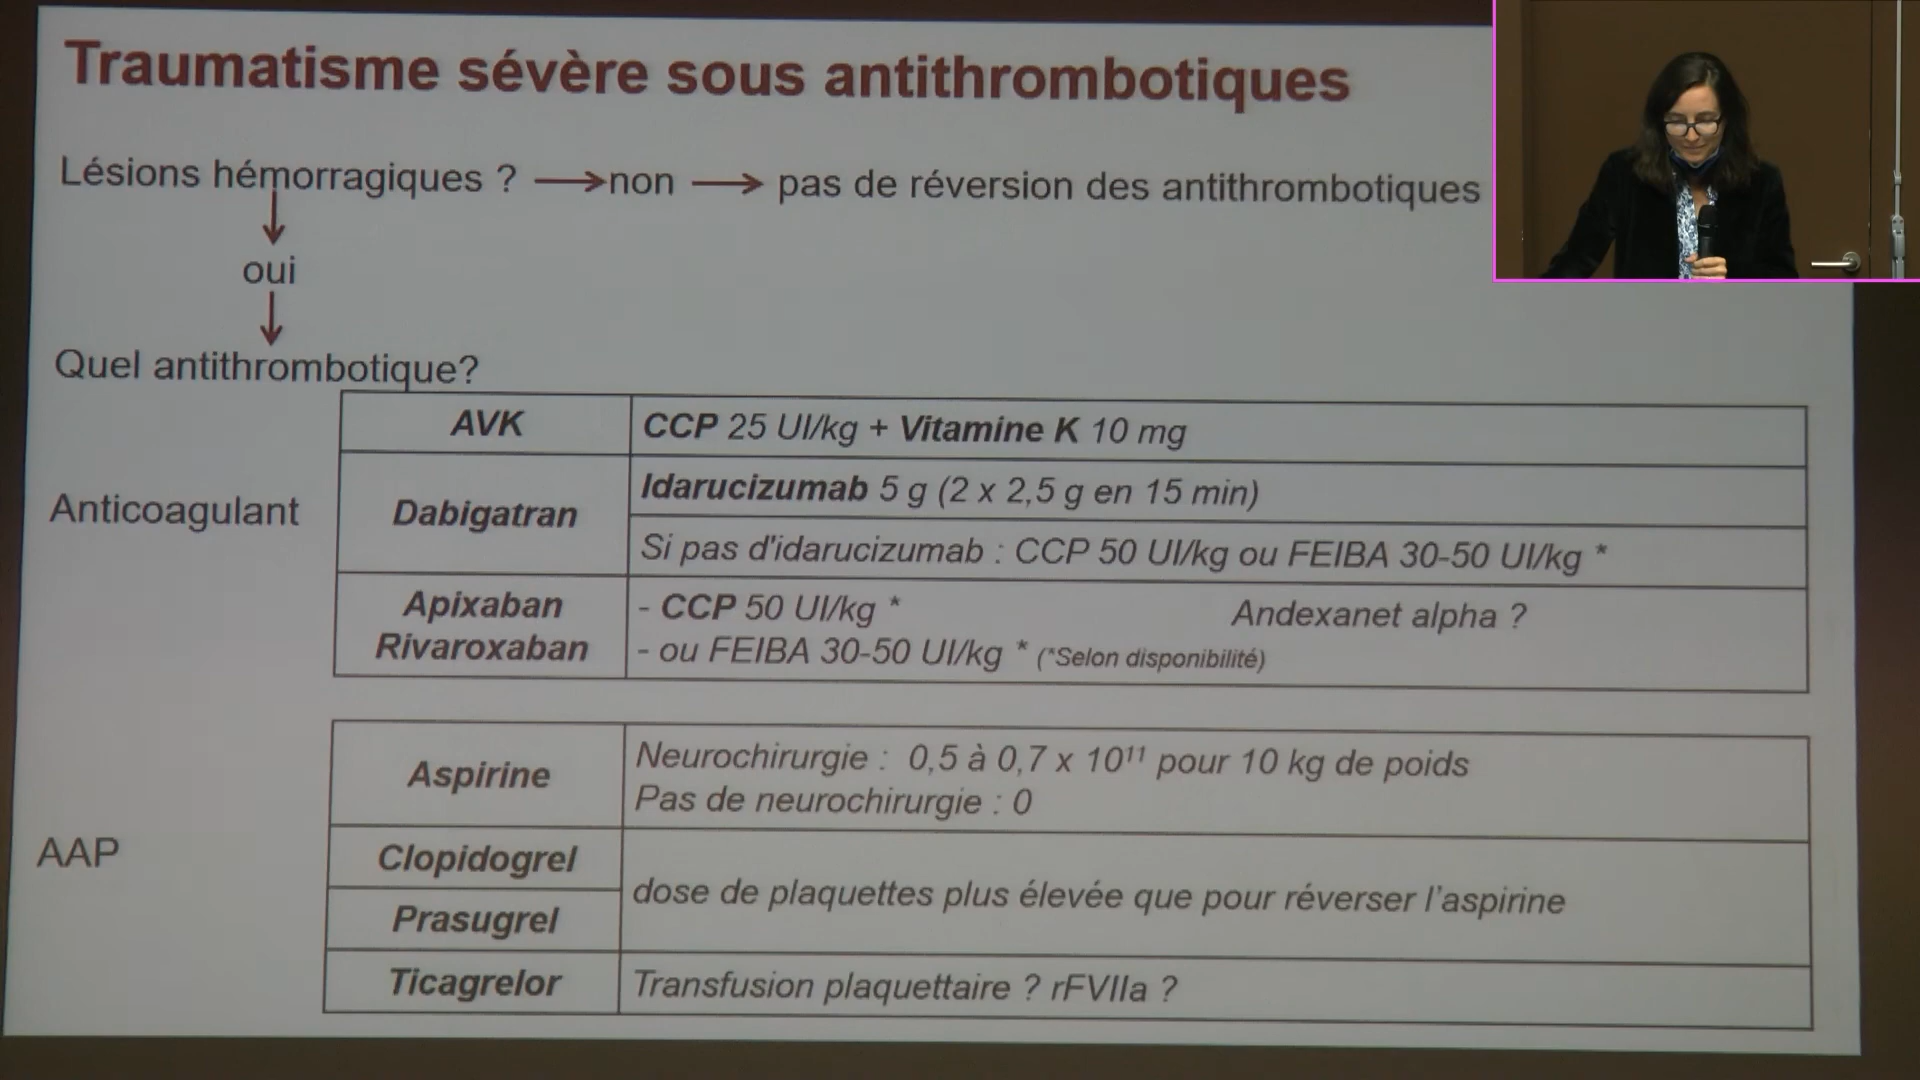 Traumatisme sévère sous antithrombotiques
Lésions hémorragiques ? non pas de réversion des antithrombotiques
oui
Quel antithrombotique?
Anticoagulant
AVK
CCP 25 UI/kg + Vitamine K 10 mg
Dabigatran
Idarucizumab 5 g (2 x 2,5 g en 15 min)
Si pas d'idarucizumab : CCP 50 UI/kg ou FEIBA 30-50 UI/kg *
Apixaban
Rivaroxaban
- CCP 50 UI/kg * Andexanet alpha ?
- ou FEIBA 30-50 UI/kg * (*Selon disponibilité)
AAP
Aspirine
Neurochirurgie : 0,5 à 0,7 x 10¹¹ pour 10 kg de poids
Pas de neurochirurgie : 0
Clopidogrel
Prasugrel
dose de plaquettes plus élevée que pour réverser l'aspirine
Ticagrelor
Transfusion plaquettaire ? rFVIIa ?